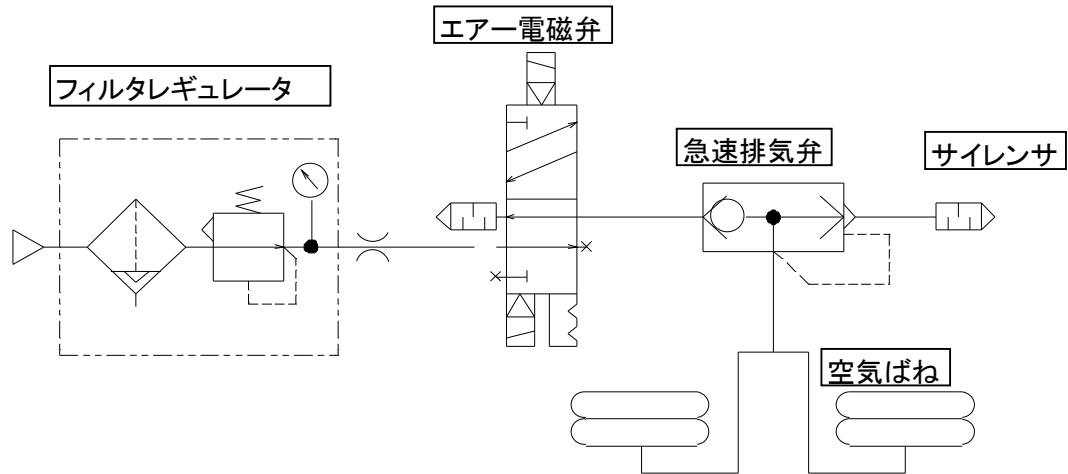 エアー電磁弁
フィルタレギュレータ
急速排気弁
サイレンサ
空気ばね